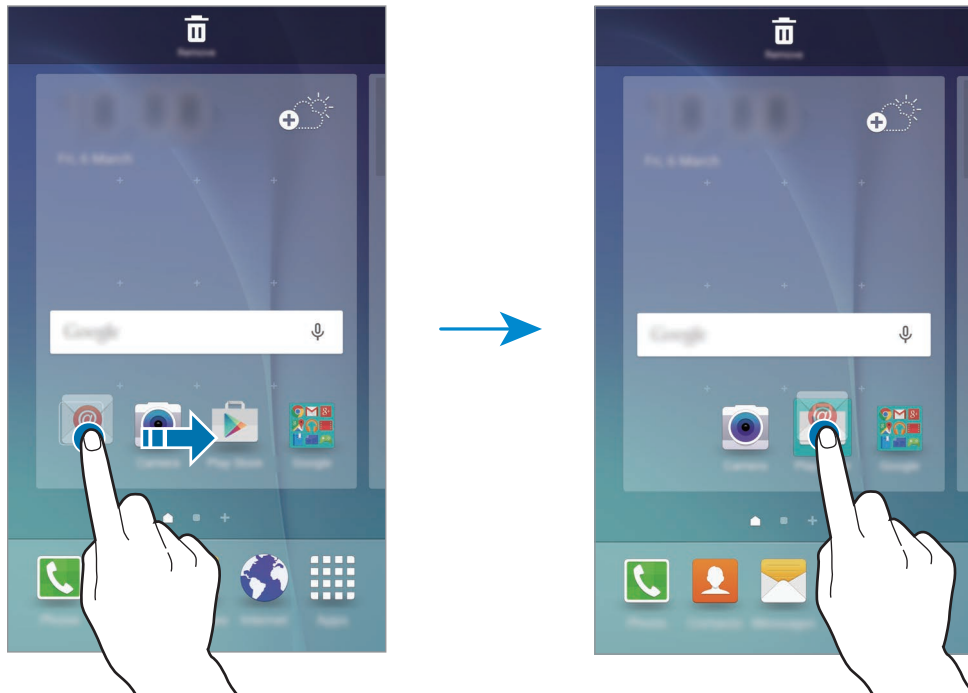 Remove
Fri, 6 March
Google
Camera
Play Store
Google
Phone
Internet
Apps
Remove
Fri, 6 March
Google
Camera
Google
Phone
Contacts
Messages